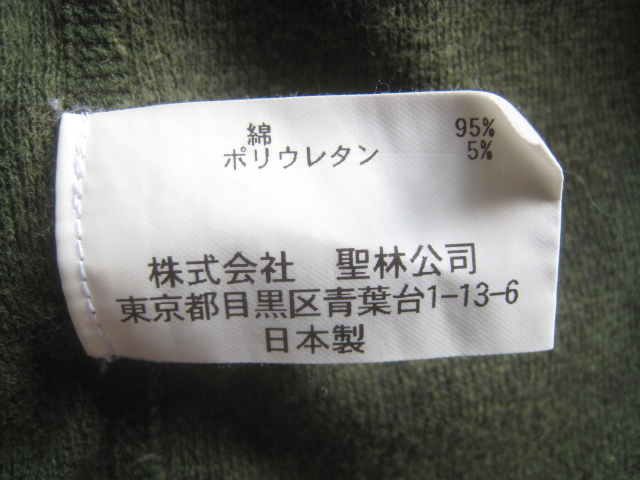 綿 95%
ポリウレタン 5%
株式会社 聖林公司
東京都目黒区青葉台1-13-6
日本製